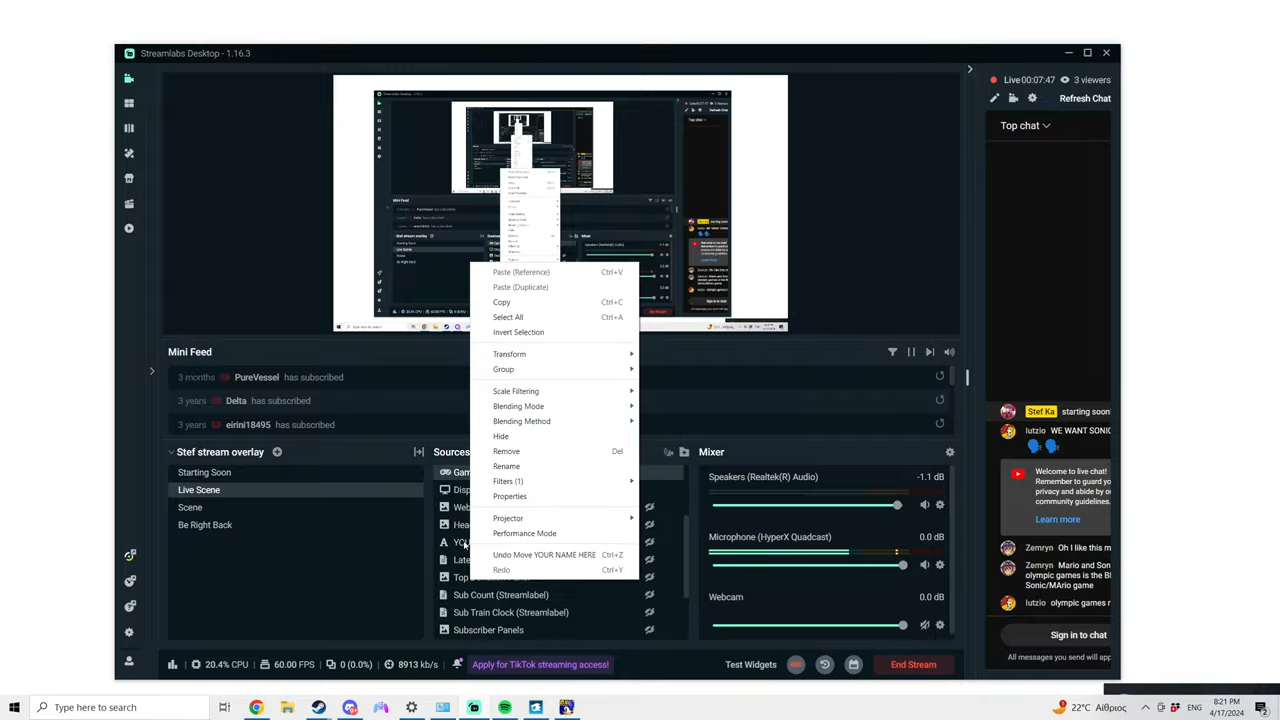 Streamlabs Desktop - 1.16.3
Live 00:07:47 3 viewers
Refresh Chat
Top chat
Mini Feed
3 months PureVessel has subscribed
3 years Delta has subscribed
3 years eirini18495 has subscribed
Paste (Reference) Ctrl+V
Paste (Duplicate)
Copy Ctrl+C
Select All Ctrl+A
Invert Selection
Transform
Group
Scale Filtering
Blending Mode
Blending Method
Hide
Remove Del
Rename
Filters (1)
Properties
Projector
Performance Mode
Undo Move YOUR NAME HERE Ctrl+Z
Redo Ctrl+Y
Stef stream overlay
Starting Soon
Live Scene
Scene
Be Right Back
Sources
Gam
Disp
Web
Hea
YOU
Late
Sub Count (Streamlabel)
Sub Train Clock (Streamlabel)
Subscriber Panels
Mixer
Speakers (Realtek(R) Audio) -1.1 dB
Microphone (HyperX Quadcast) 0.0 dB
Webcam 0.0 dB
Stef Ka starting soon
lutzio WE WANT SONIC
Welcome to live chat!
Remember to guard your
privacy and abide by our
community guidelines.
Learn more
Zemryn Oh I like this m
Zemryn Mario and Son
olympic games is the B
Sonic/MArio game
lutzio olympic games r
Sign in to chat
All messages you send will app
20.4% CPU 60.00 FPS 0 (0.0%) 8913 kb/s Apply for TikTok streaming access!
Test Widgets REC End Stream
Type here to search
22°C Αίθριος ENG 8:21 PM
4/17/2024